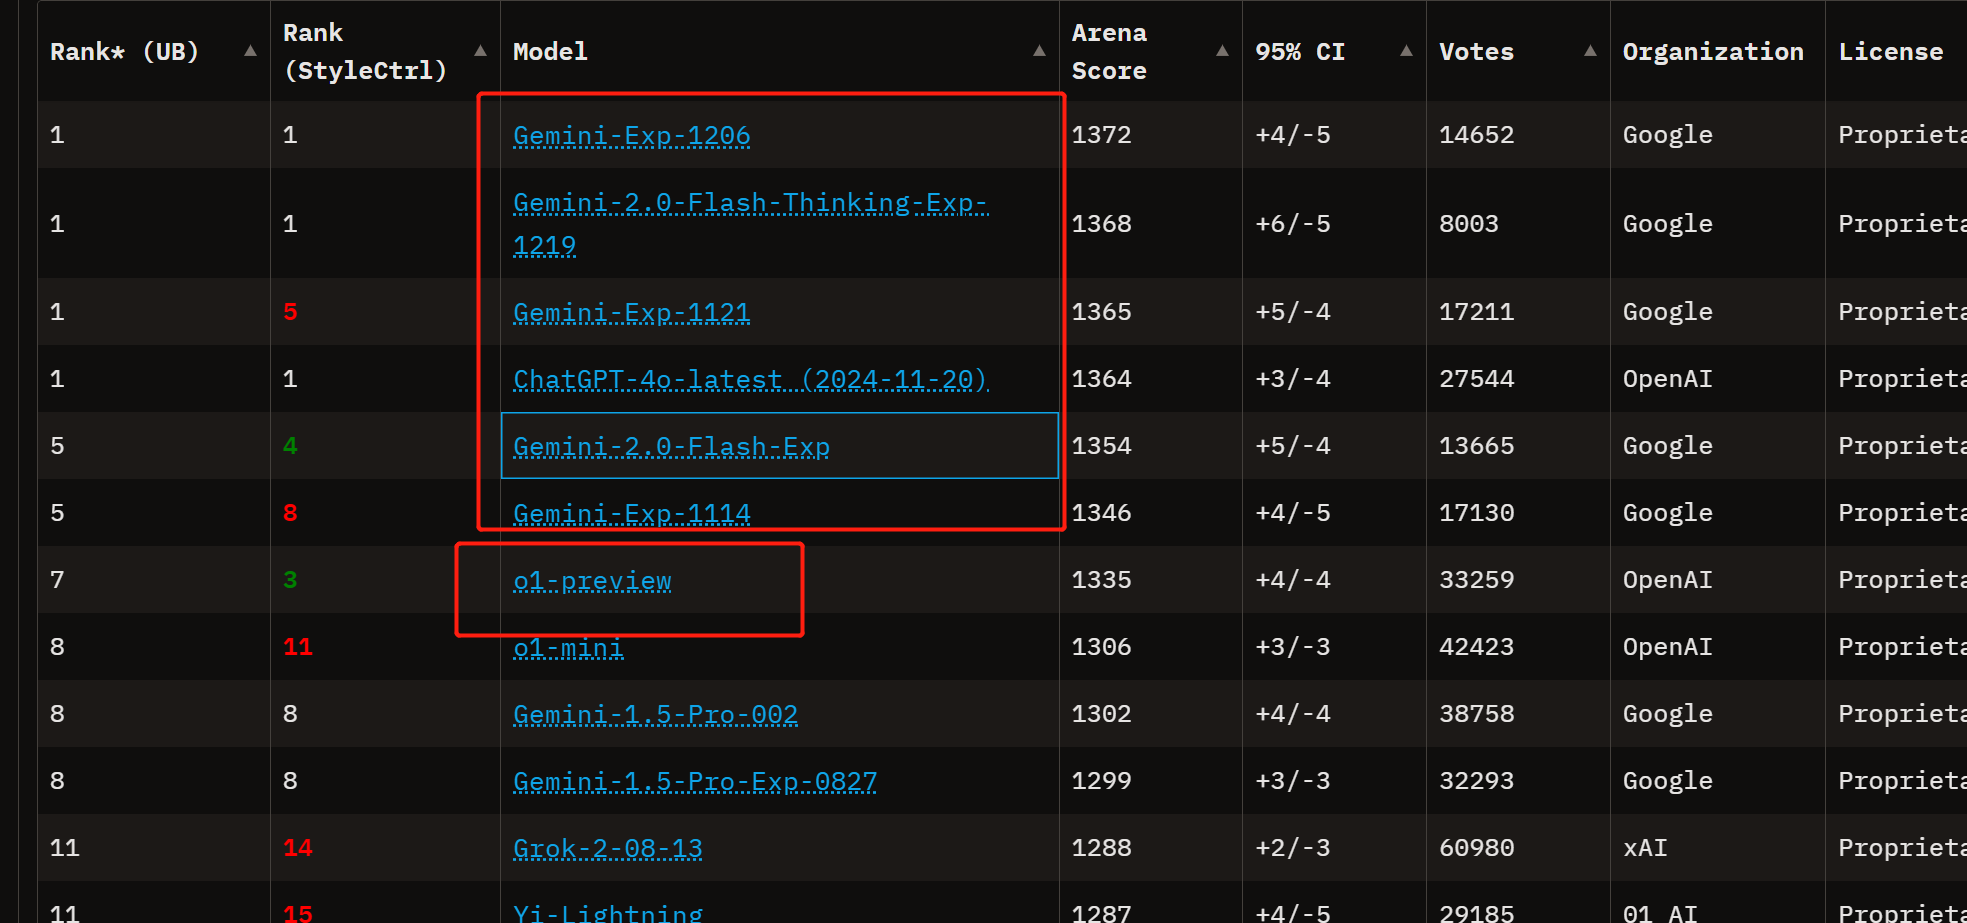 Rank* (UB) ▲ Rank (StyleCtrl) ▲ Model ▲ Arena Score ▲ 95% CI ▲ Votes ▲ Organization License
1 1 Gemini-Exp-1206 1372 +4/-5 14652 Google Proprieta
1 1 Gemini-2.0-Flash-Thinking-Exp-1219 1368 +6/-5 8003 Google Proprieta
1 5 Gemini-Exp-1121 1365 +5/-4 17211 Google Proprieta
1 1 ChatGPT-4o-latest (2024-11-20) 1364 +3/-4 27544 OpenAI Proprieta
5 4 Gemini-2.0-Flash-Exp 1354 +5/-4 13665 Google Proprieta
5 8 Gemini-Exp-1114 1346 +4/-5 17130 Google Proprieta
7 3 o1-preview 1335 +4/-4 33259 OpenAI Proprieta
8 11 o1-mini 1306 +3/-3 42423 OpenAI Proprieta
8 8 Gemini-1.5-Pro-002 1302 +4/-4 38758 Google Proprieta
8 8 Gemini-1.5-Pro-Exp-0827 1299 +3/-3 32293 Google Proprieta
11 14 Grok-2-08-13 1288 +2/-3 60980 xAI Proprieta
11 15 Yi-Lightning 1287 +4/-5 29185 01 AI Proprieta